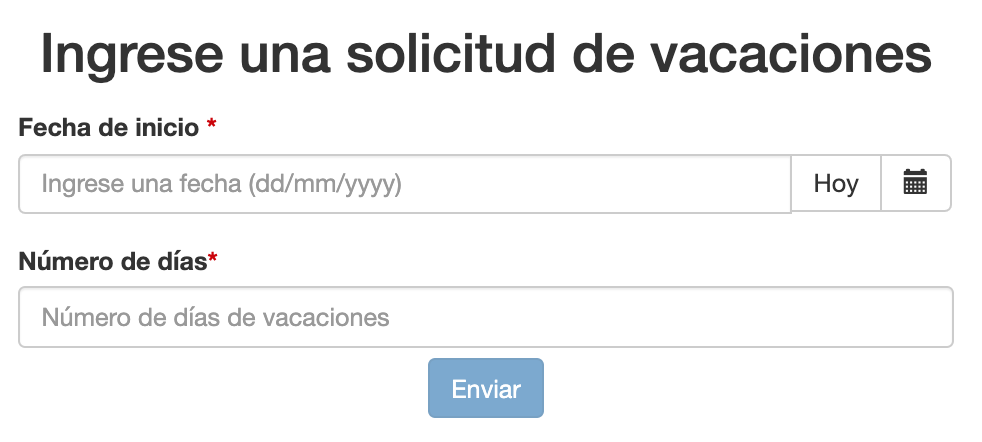 Ingrese una solicitud de vacaciones
Fecha de inicio *
Ingrese una fecha (dd/mm/yyyy) Hoy
Número de días*
Número de días de vacaciones
Enviar